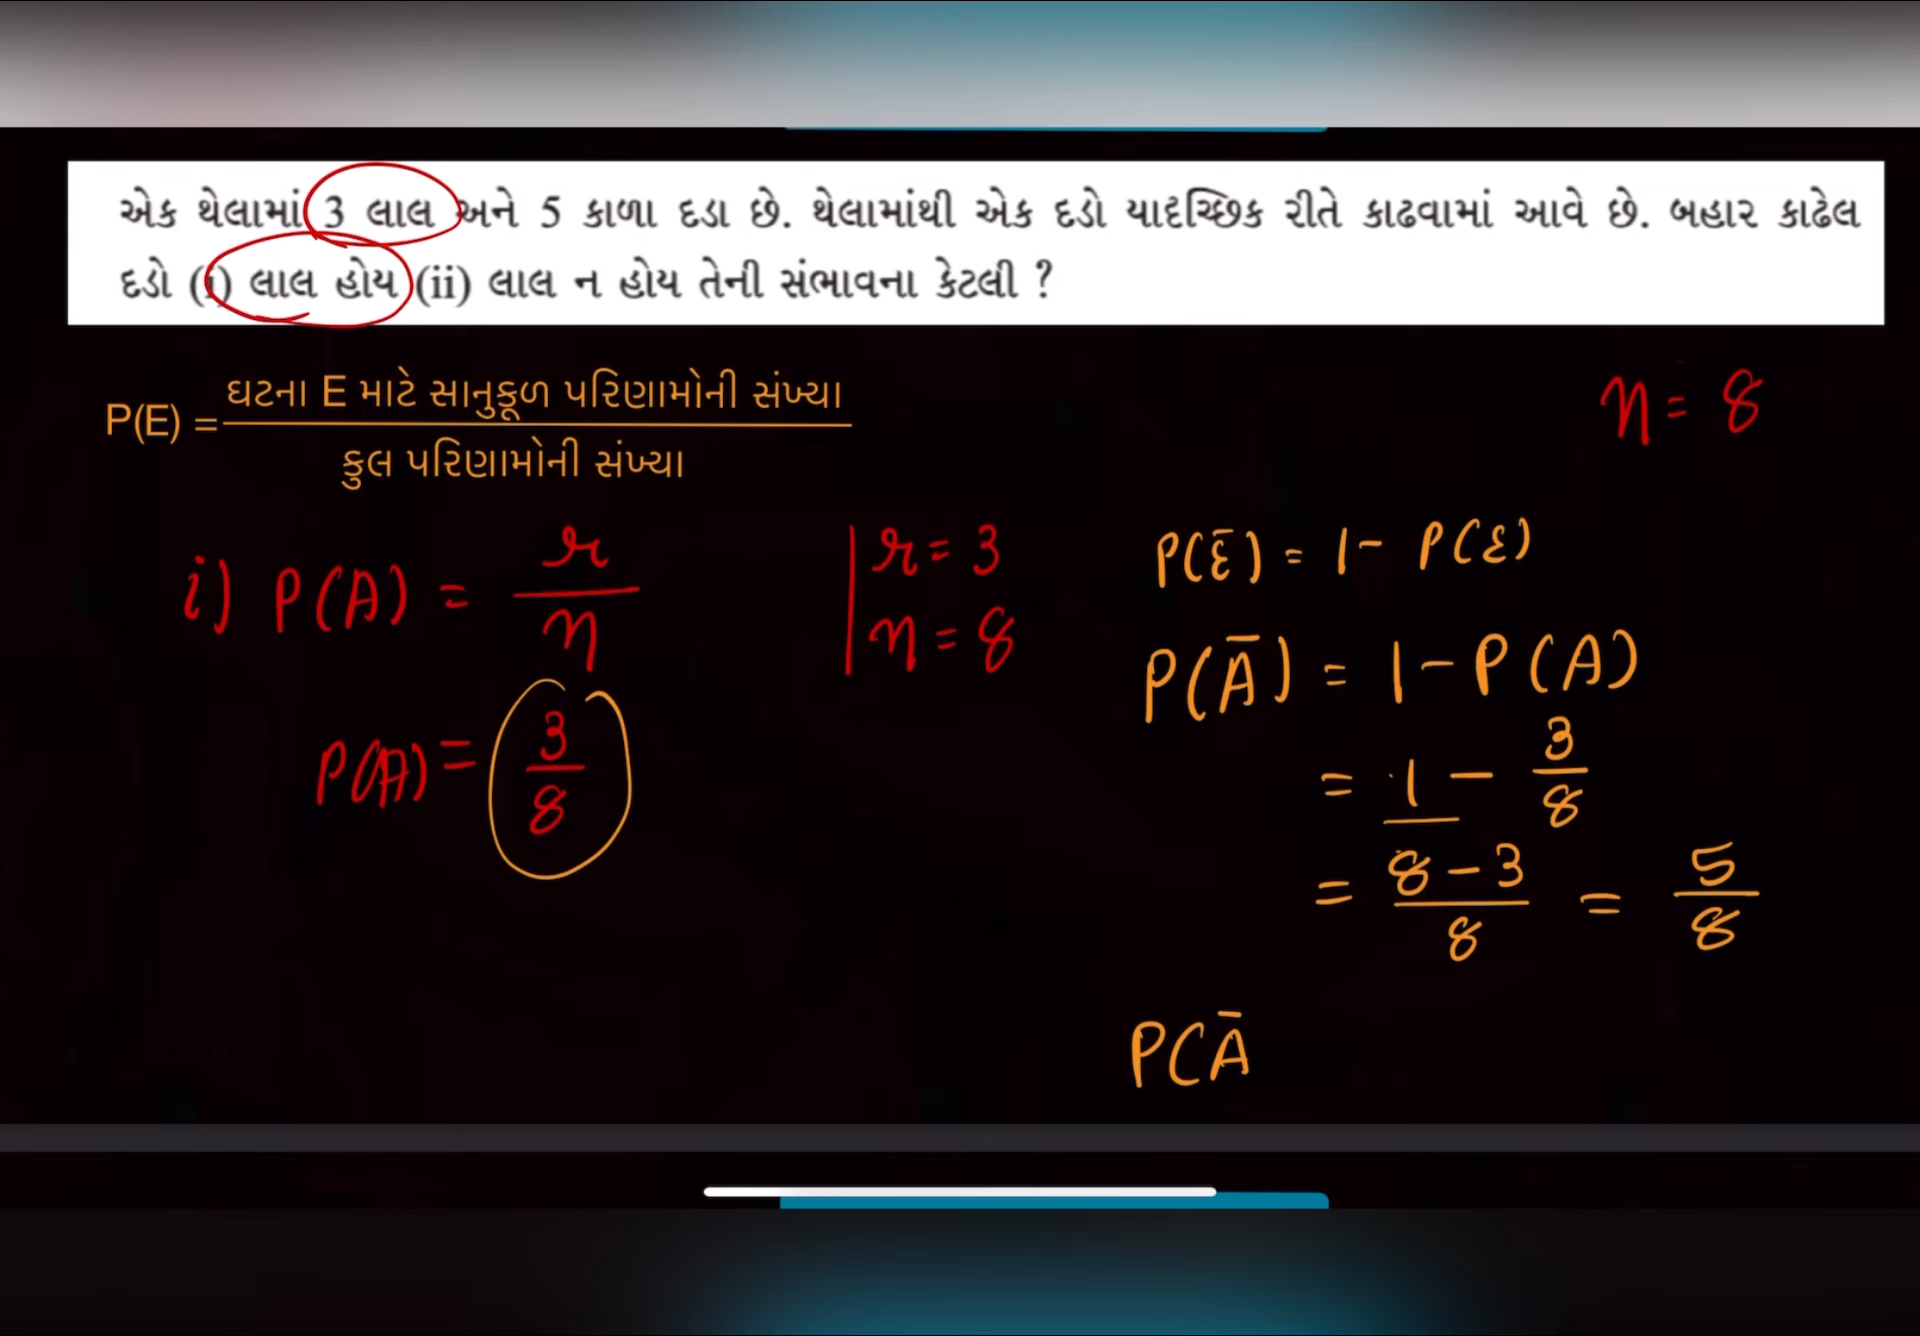 એક થેલામાં 3 લાલ અને 5 કાળા દડા છે. થેલામાંથી એક દડો યાદચ્છિક રીતે કાઢવામાં આવે છે. બહાર કાઢેલ
દડો (i) લાલ હોય (ii) લાલ ન હોય તેની સંભાવના કેટલી ?
P(E) = ઘટના E માટે સાનુકૂળ પરિણામોની સંખ્યા / કુલ પરિણામોની સંખ્યા
n = 8
i) P(A) = r / n
r = 3
n = 8
P(A) = 3/8
P(Ē) = 1 - P(E)
P(Ā) = 1 - P(A)
= 1 - 3/8
= 8 - 3 / 8 = 5/8
P(Ā